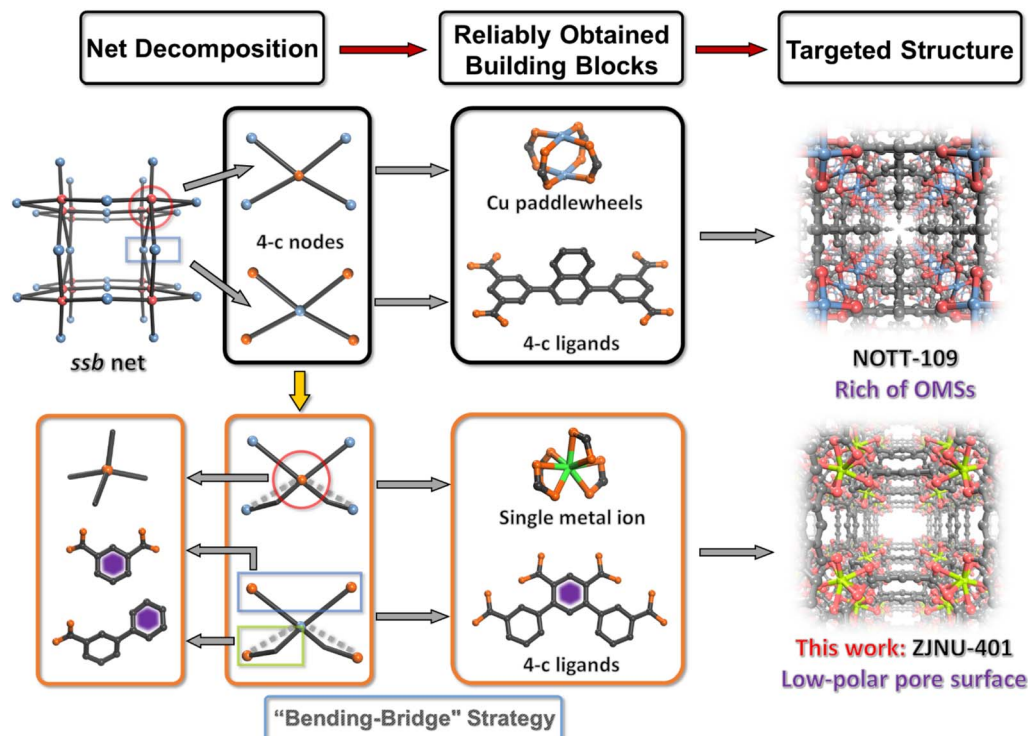 Net Decomposition
Reliably Obtained
Building Blocks
Targeted Structure
ssb net
4-c nodes
Cu paddlewheels
4-c ligands
NOTT-109
Rich of OMSs
Single metal ion
4-c ligands
This work: ZJNU-401
Low-polar pore surface
“Bending-Bridge" Strategy